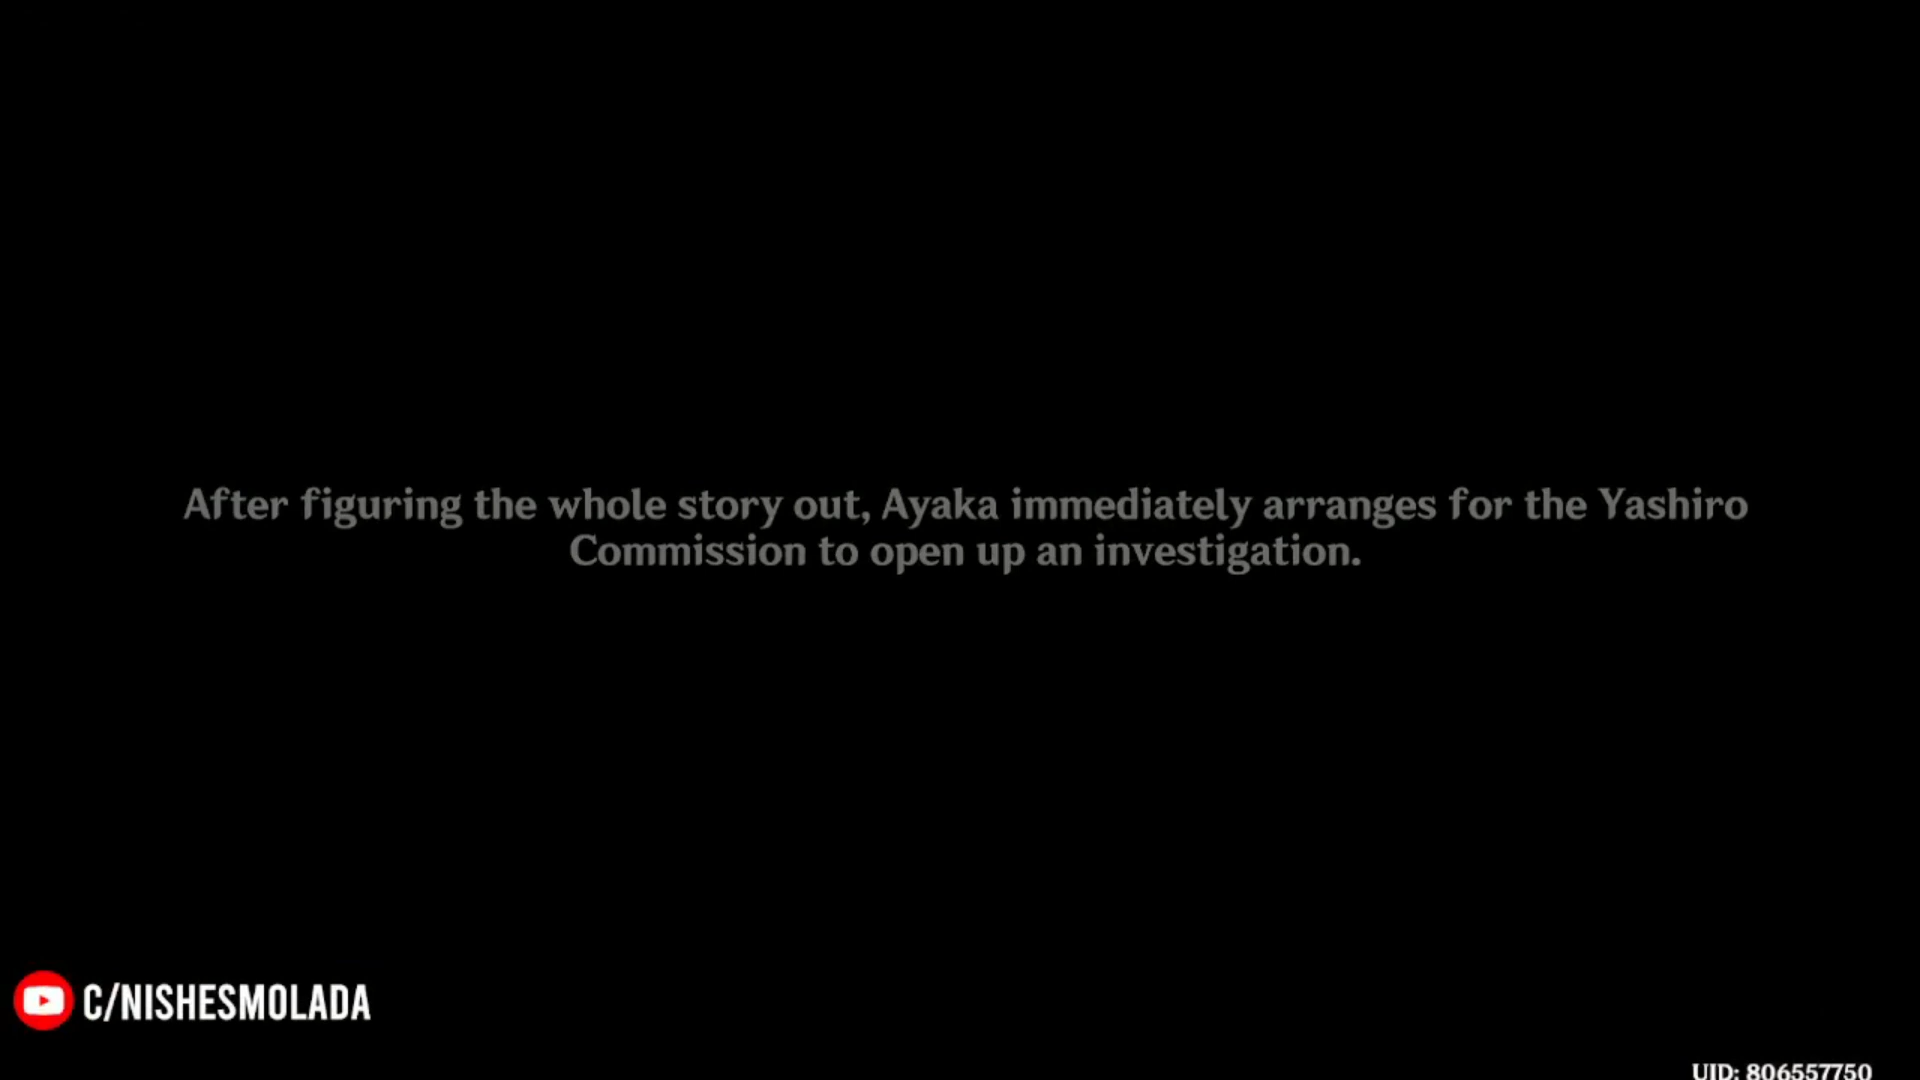 After figuring the whole story out, Ayaka immediately arranges for the Yashiro
Commission to open up an investigation.
C/NISHESMOLADA
UID: 806557750